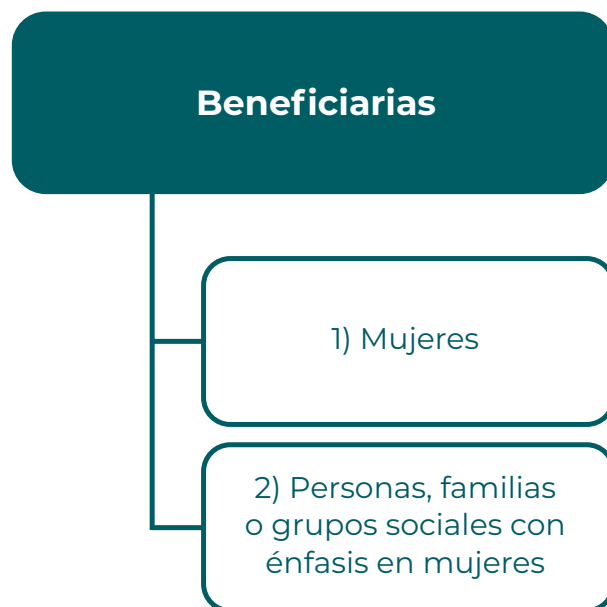 Beneficiarias
1) Mujeres
2) Personas, familias
o grupos sociales con
énfasis en mujeres